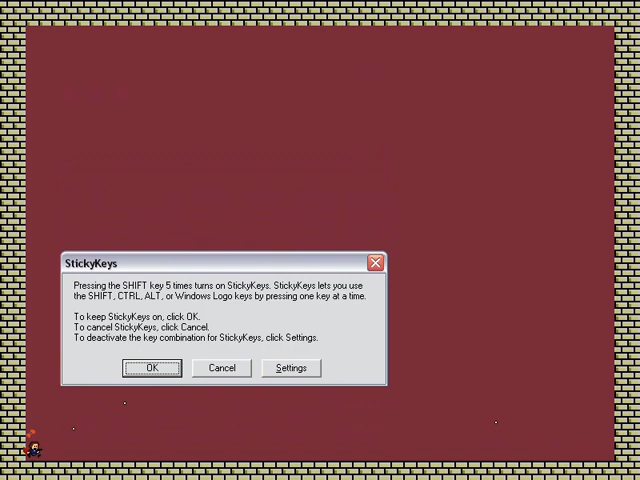 StickyKeys
Pressing the SHIFT key 5 times turns on StickyKeys. StickyKeys lets you use
the SHIFT, CTRL, ALT, or Windows Logo keys by pressing one key at a time.
To keep StickyKeys on, click OK.
To cancel StickyKeys, click Cancel.
To deactivate the key combination for StickyKeys, click Settings.
OK
Cancel
Settings